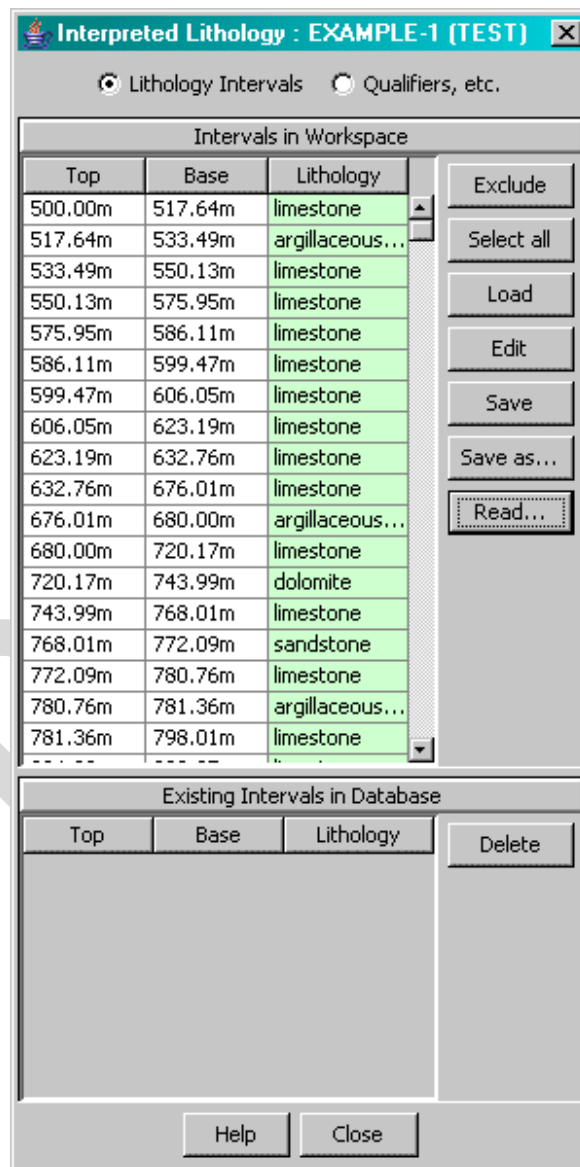 Interpreted Lithology : EXAMPLE-1 (TEST)
Lithology Intervals Qualifiers, etc.
Intervals in Workspace
Top Base Lithology
500.00m 517.64m limestone
517.64m 533.49m argillaceous...
533.49m 550.13m limestone
550.13m 575.95m limestone
575.95m 586.11m limestone
586.11m 599.47m limestone
599.47m 606.05m limestone
606.05m 623.19m limestone
623.19m 632.76m limestone
632.76m 676.01m limestone
676.01m 680.00m argillaceous...
680.00m 720.17m limestone
720.17m 743.99m dolomite
743.99m 768.01m limestone
768.01m 772.09m sandstone
772.09m 780.76m limestone
780.76m 781.36m argillaceous...
781.36m 798.01m limestone
Exclude
Select all
Load
Edit
Save
Save as...
Read...
Existing Intervals in Database
Top Base Lithology
Delete
Help Close